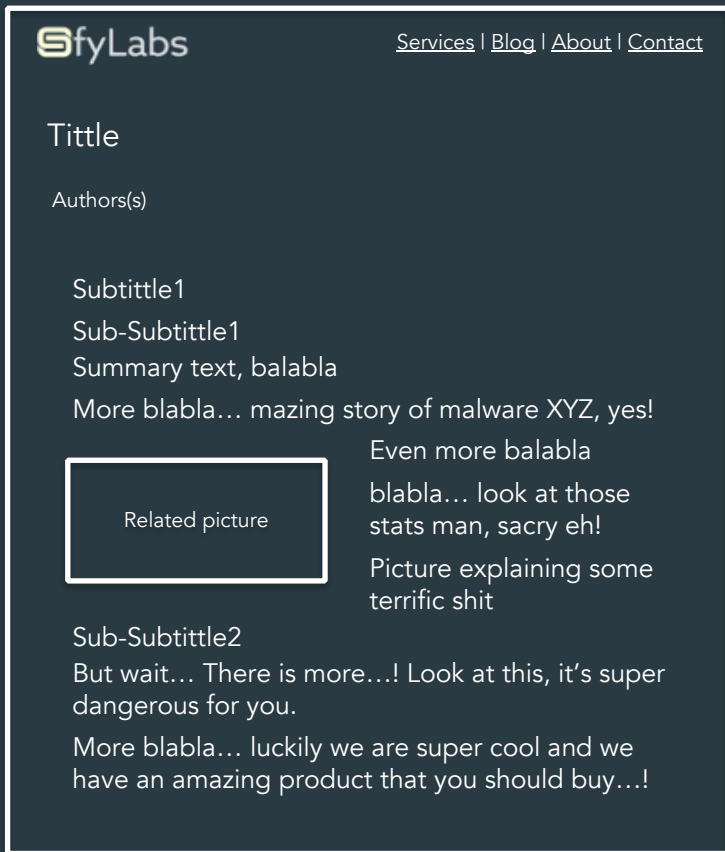 SfyLabs
Services | Blog | About | Contact
Tittle
Authors(s)
Subtittle1
Sub-Subtittle1
Summary text, balabla
More blabla… mazing story of malware XYZ, yes!
Even more balabla
blabla… look at those
stats man, sacry eh!
Related picture
Picture explaining some
terrific shit
Sub-Subtittle2
But wait… There is more…! Look at this, it’s super
dangerous for you.
More blabla… luckily we are super cool and we
have an amazing product that you should buy…!